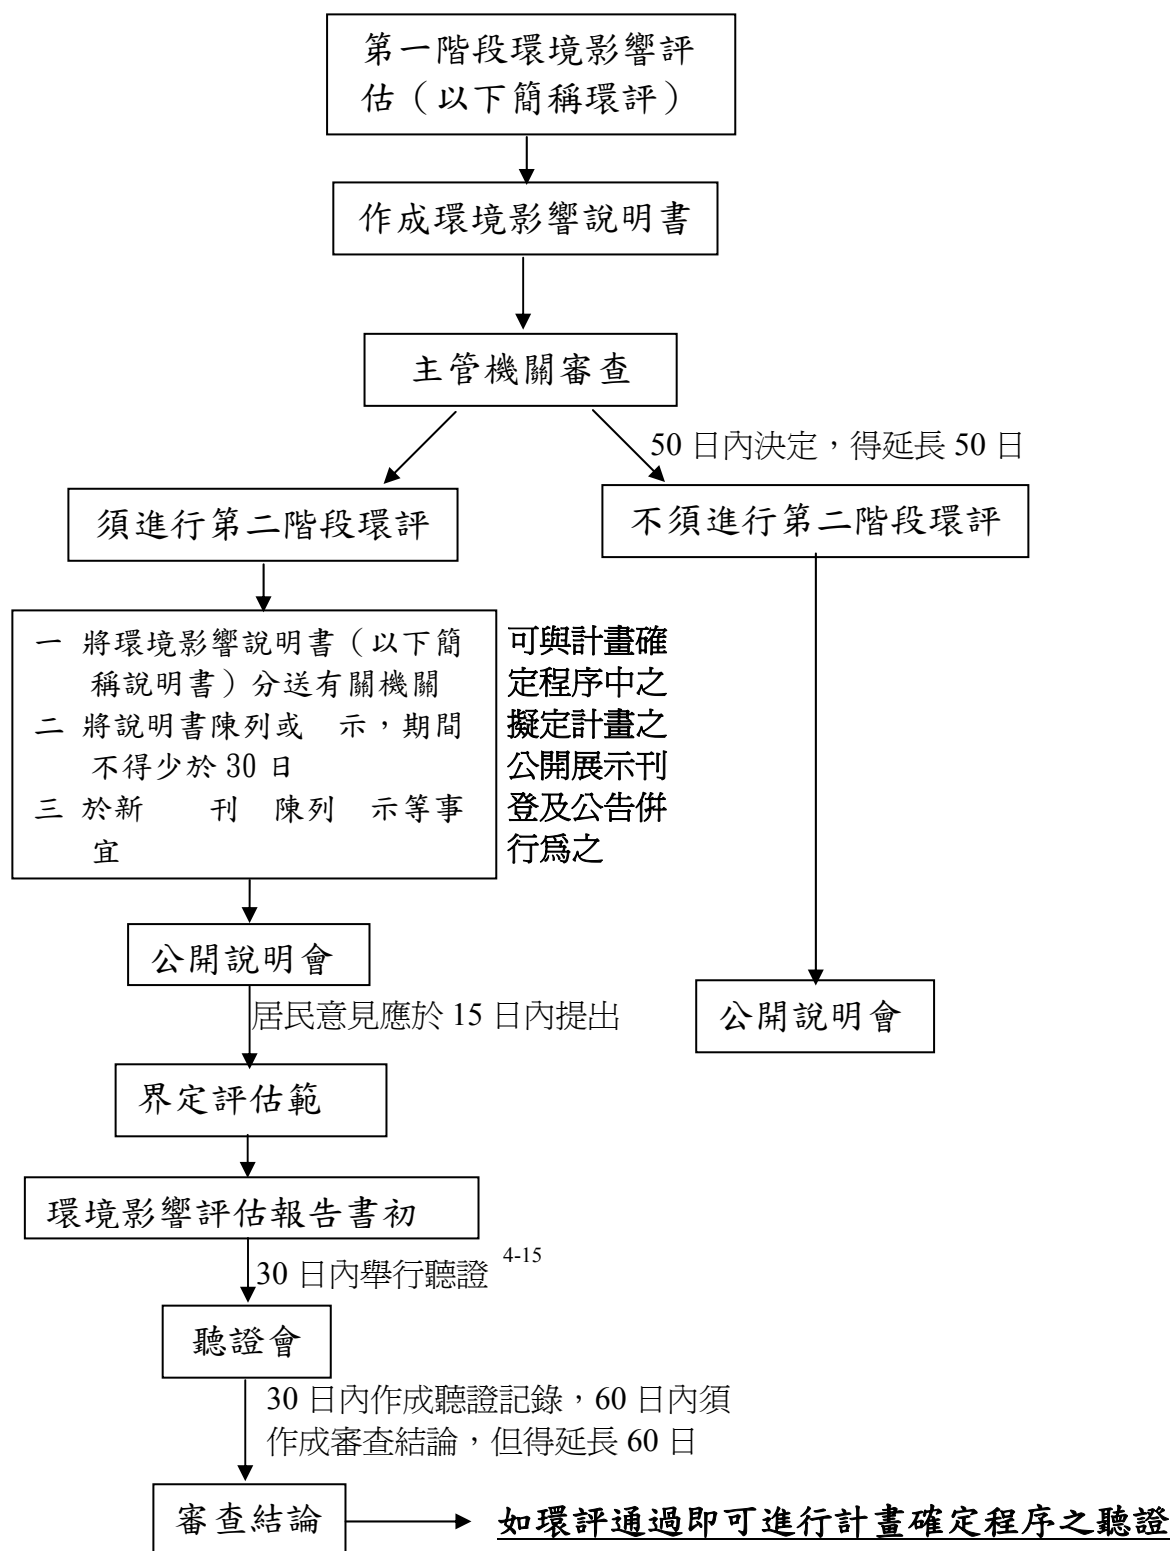 第一階段環境影響評
估（以下簡稱環評）
作成環境影響說明書
主管機關審查
50 日內決定，得延長 50 日
須進行第二階段環評
不須進行第二階段環評
一 將環境影響說明書（以下簡
稱說明書）分送有關機關
二 將說明書陳列或 示，期間
不得少於 30 日
三 於新 刊 陳列 示等事
宜
可與計畫確
定程序中之
擬定計畫之
公開展示刊
登及公告併
行為之
公開說明會
居民意見應於 15 日內提出
公開說明會
界定評估範
環境影響評估報告書初
30 日內舉行聽證 4-15
聽證會
30 日內作成聽證記錄，60 日內須
作成審查結論，但得延長 60 日
審查結論
如環評通過即可進行計畫確定程序之聽證